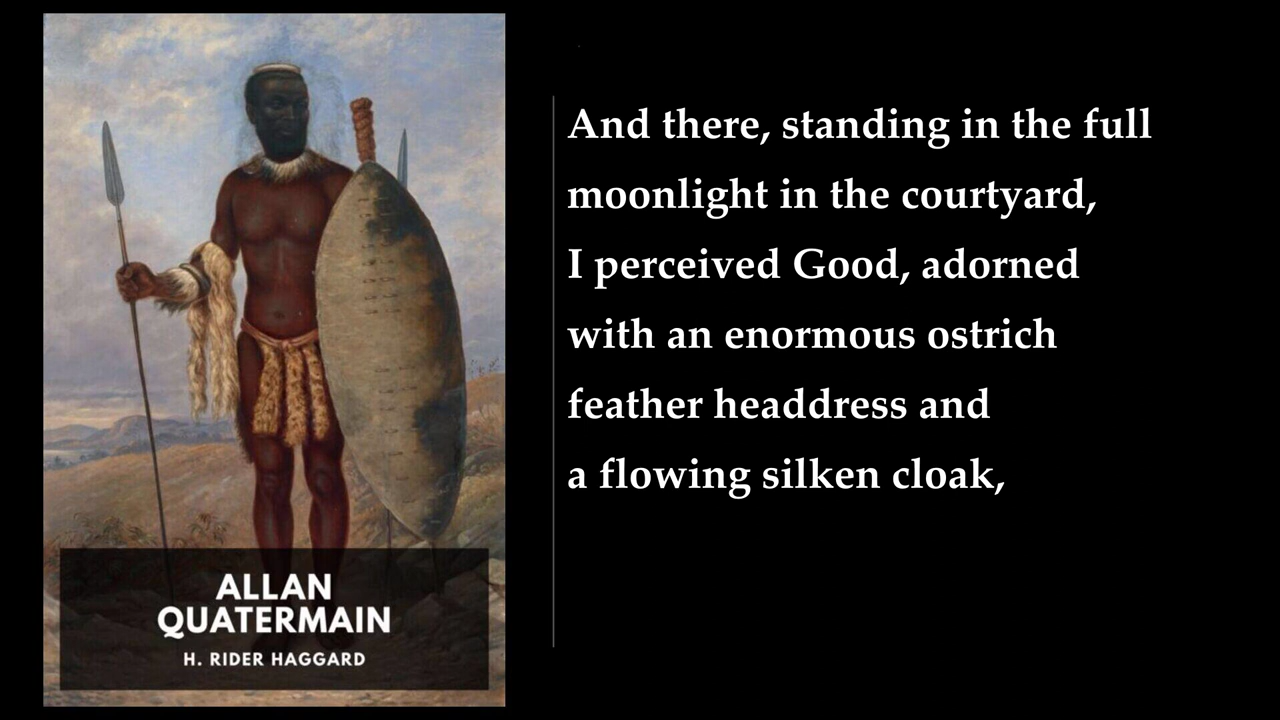 ALLAN
QUATERMAIN
H. RIDER HAGGARD
And there, standing in the full
moonlight in the courtyard,
I perceived Good, adorned
with an enormous ostrich
feather headdress and
a flowing silken cloak,